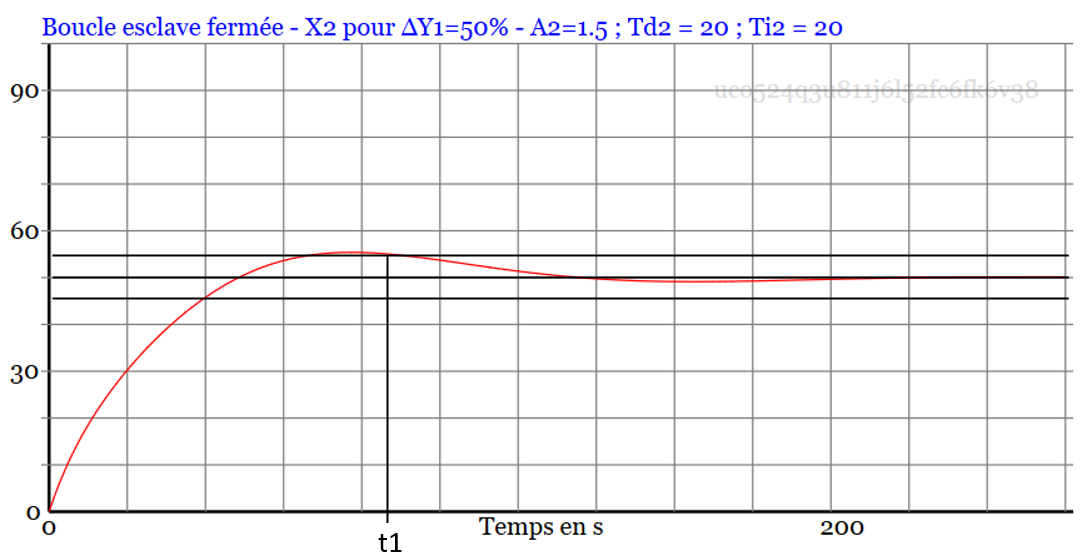 Boucle esclave fermée - X2 pour ΔY1=50% - A2=1.5 ; Td2 = 20 ; Ti2 = 20
90
60
30
0
0
Temps en s
200
t1